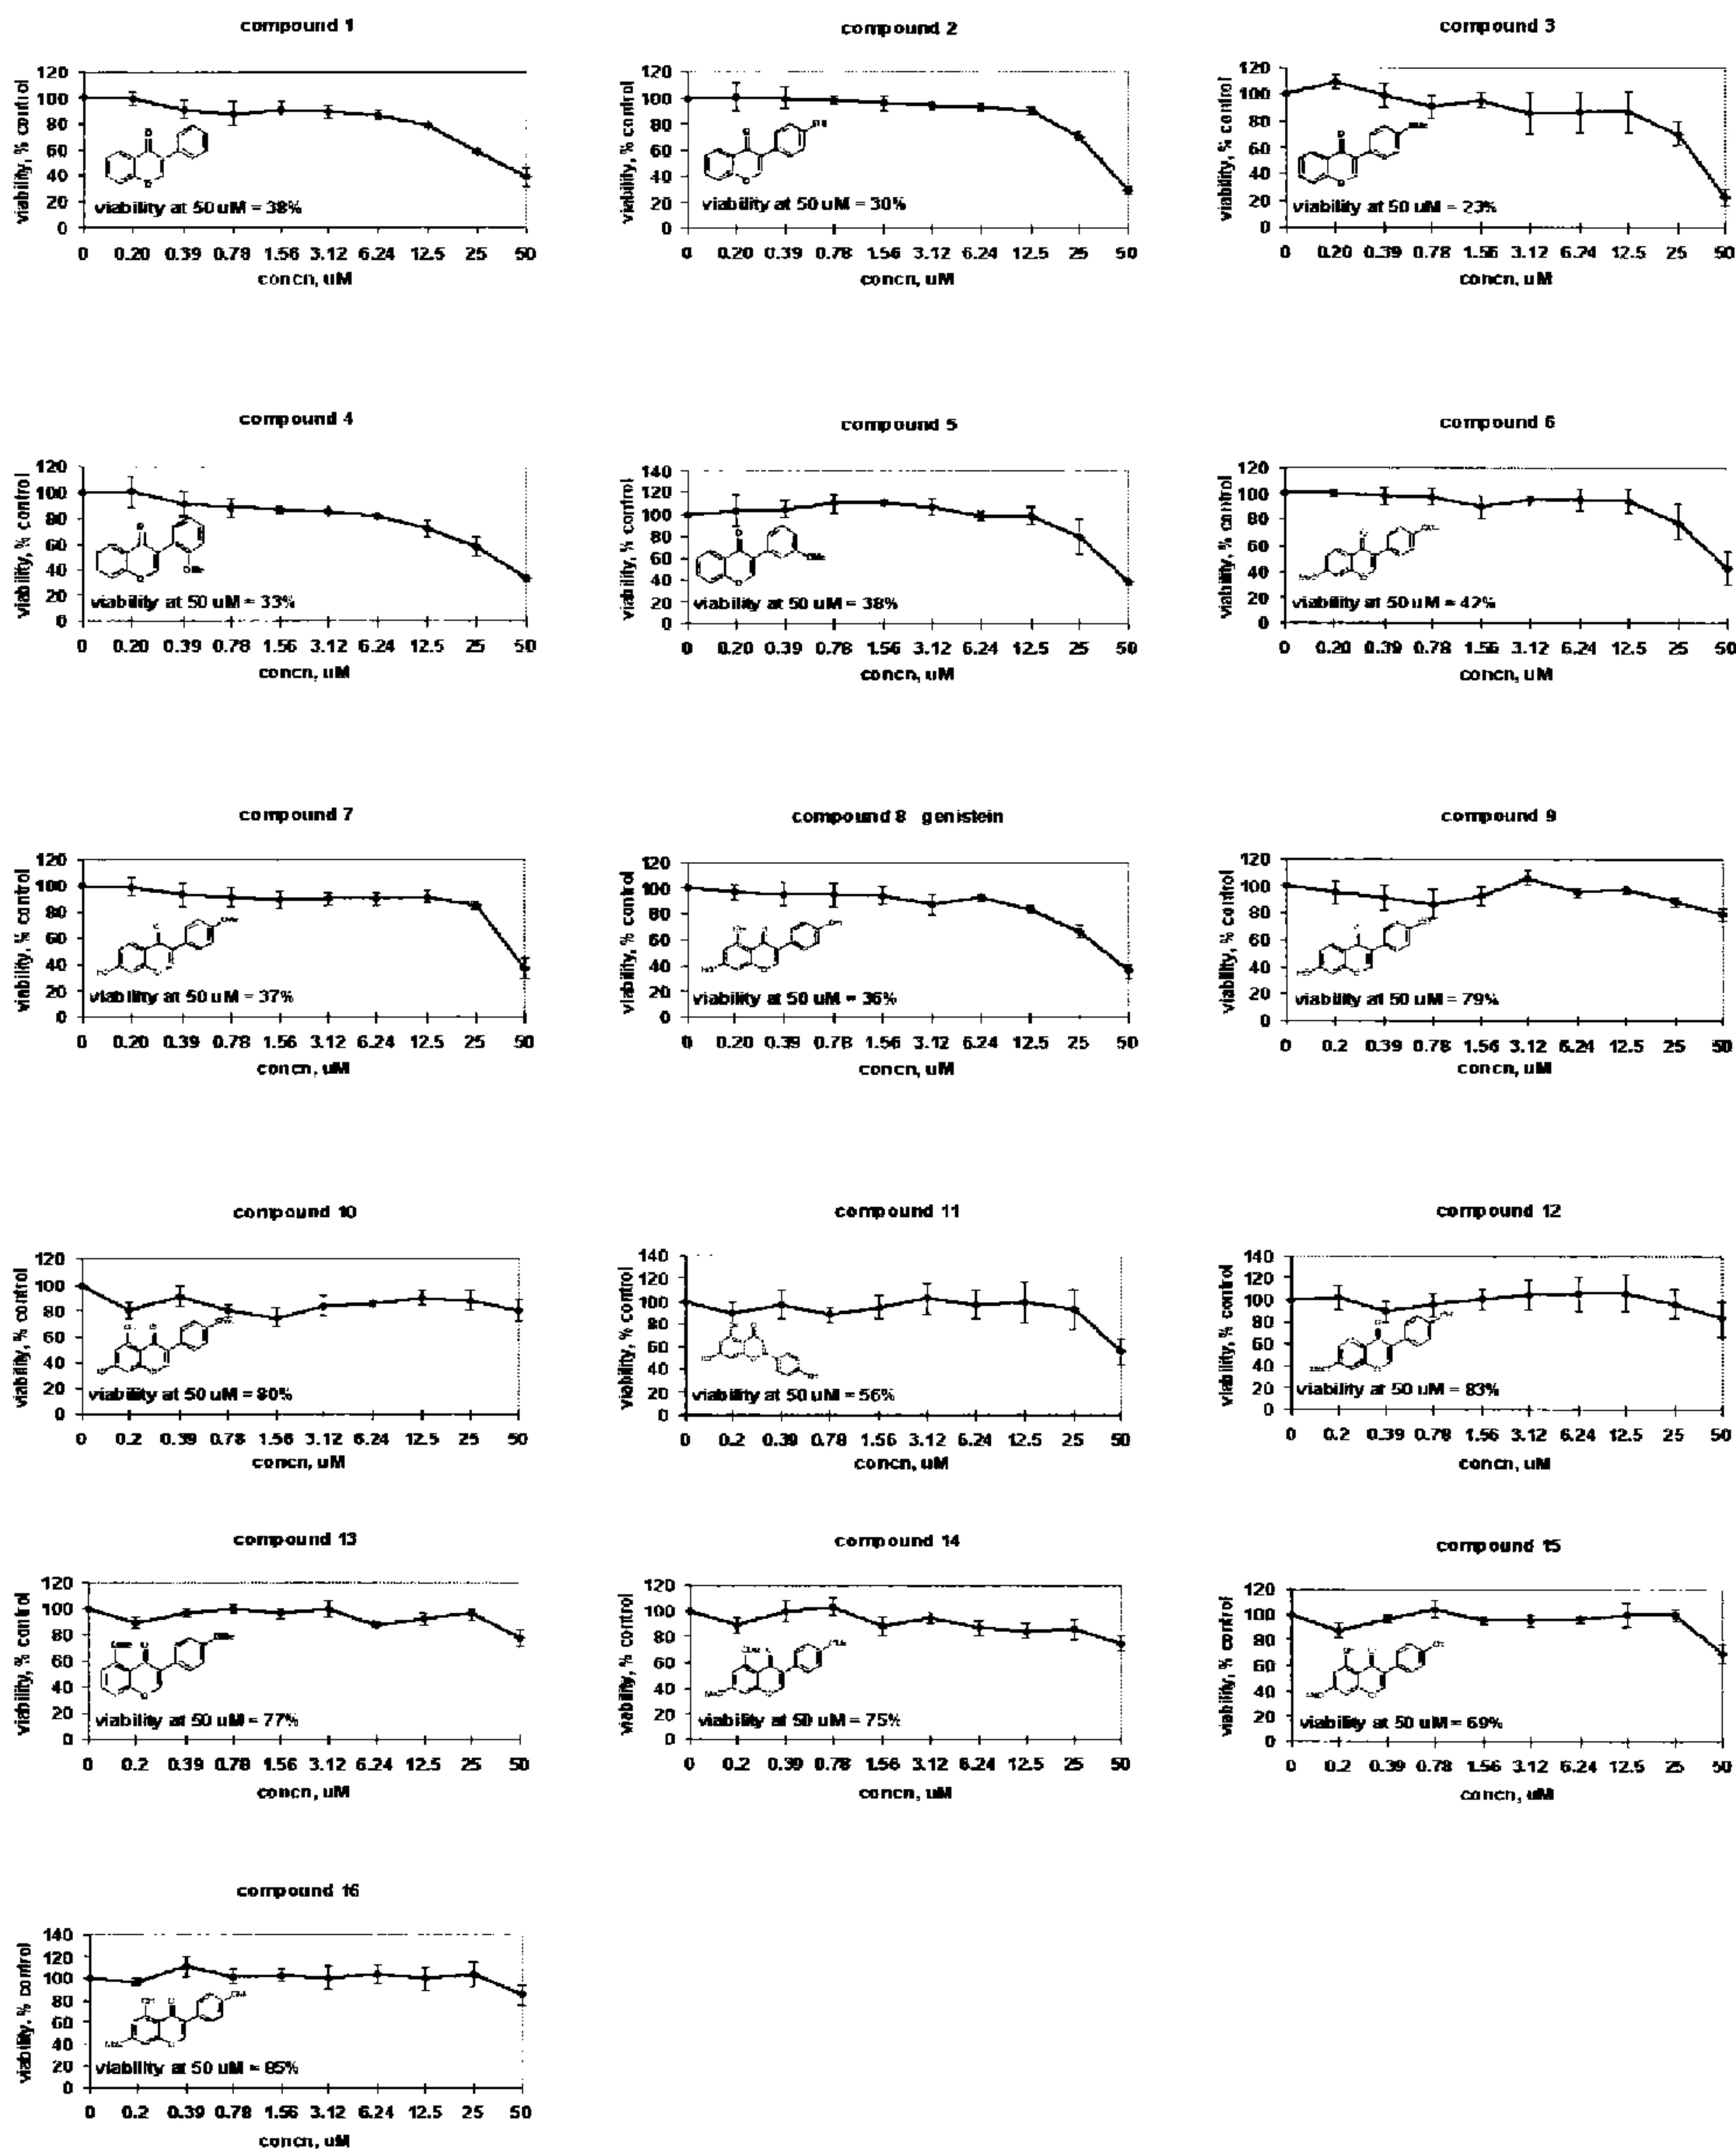 compound 1
viability, % control
120
100
80
60
40
20
0
viability at 50 uM = 38%
0 0.20 0.39 0.78 1.56 3.12 6.24 12.5 25 50
concn, uM
compound 2
viability, % control
120
100
80
60
40
20
0
viability at 50 uM = 30%
0 0.20 0.39 0.78 1.56 3.12 6.24 12.5 25 50
concn, uM
compound 3
viability, % control
120
100
80
60
40
20
0
viability at 50 uM = 23%
0 0.20 0.39 0.78 1.56 3.12 6.24 12.5 25 50
concn, uM
compound 4
viability, % control
120
100
80
60
40
20
0
viability at 50 uM = 33%
0 0.20 0.39 0.78 1.56 3.12 6.24 12.5 25 50
concn, uM
compound 5
viability, % control
140
120
100
80
60
40
20
0
OMe
viability at 50 uM = 38%
0 0.20 0.39 0.78 1.56 3.12 6.24 12.5 25 50
concn, uM
compound 6
viability, % control
120
100
80
60
40
20
0
viability at 50 uM = 42%
0 0.20 0.39 0.78 1.56 3.12 6.24 12.5 25 50
concn, uM
compound 7
viability, % control
120
100
80
60
40
20
0
viability at 50 uM = 37%
0 0.20 0.39 0.78 1.56 3.12 6.24 12.5 25 50
concn, uM
compound 8 genistein
viability, % control
120
100
80
60
40
20
0
viability at 50 uM = 36%
0 0.20 0.39 0.78 1.56 3.12 6.24 12.5 25 50
concn, uM
compound 9
viability, % control
120
100
80
60
40
20
0
viability at 50 uM = 79%
0 0.2 0.39 0.78 1.56 3.12 6.24 12.5 25 50
concn, uM
compound 10
viability, % control
120
100
80
60
40
20
0
viability at 50 uM = 80%
0 0.2 0.39 0.78 1.56 3.12 6.24 12.5 25 50
concn, uM
compound 11
viability, % control
140
120
100
80
60
40
20
0
viability at 50 uM = 56%
0 0.2 0.39 0.78 1.56 3.12 6.24 12.5 25 50
concn, uM
compound 12
viability, % control
140
120
100
80
60
40
20
0
viability at 50 uM = 83%
0 0.2 0.39 0.78 1.56 3.12 6.24 12.5 25 50
concn, uM
compound 13
viability, % control
120
100
80
60
40
20
0
viability at 50 uM = 77%
0 0.2 0.39 0.78 1.56 3.12 6.24 12.5 25 50
concn, uM
compound 14
viability, % control
120
100
80
60
40
20
0
viability at 50 uM = 75%
0 0.2 0.39 0.78 1.56 3.12 6.24 12.5 25 50
concn, uM
compound 15
viability, % control
120
100
80
60
40
20
0
viability at 50 uM = 69%
0 0.2 0.39 0.78 1.56 3.12 6.24 12.5 25 50
concn, uM
compound 16
viability, % control
140
120
100
80
60
40
20
0
viability at 50 uM = 85%
0 0.2 0.39 0.78 1.56 3.12 6.24 12.5 25 50
concn, uM